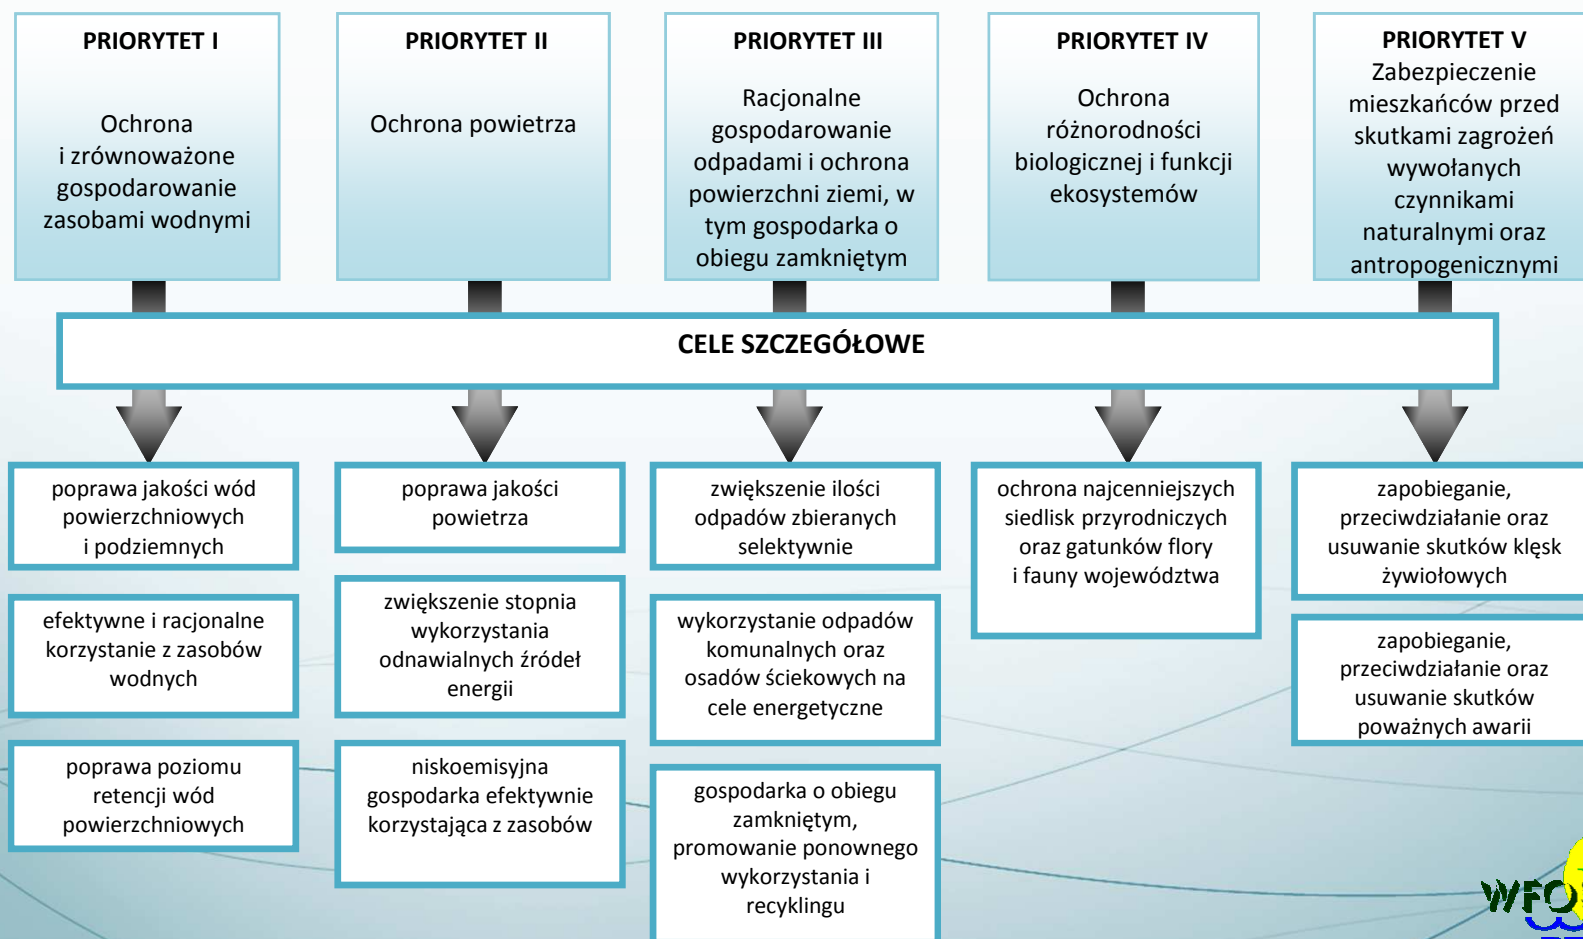 PRIORYTET I
Ochrona
i zrównoważone
gospodarowanie
zasobami wodnymi
PRIORYTET II
Ochrona powietrza
PRIORYTET III
Racjonalne
gospodarowanie
odpadami i ochrona
powierzchni ziemi, w
tym gospodarka o
obiegu zamkniętym
PRIORYTET IV
Ochrona
różnorodności
biologicznej i funkcji
ekosystemów
PRIORYTET V
Zabezpieczenie
mieszkańców przed
skutkami zagrożeń
wywołanych
czynnikami
naturalnymi oraz
antropogenicznymi
CELE SZCZEGÓŁOWE
poprawa jakości wód
powierzchniowych
i podziemnych
efektywne i racjonalne
korzystanie z zasobów
wodnych
poprawa poziomu
retencji wód
powierzchniowych
poprawa jakości
powietrza
zwiększenie stopnia
wykorzystania
odnawialnych źródeł
energii
niskoemisyjna
gospodarka efektywnie
korzystająca z zasobów
zwiększenie ilości
odpadów zbieranych
selektywnie
wykorzystanie odpadów
komunalnych oraz
osadów ściekowych na
cele energetyczne
gospodarka o obiegu
zamkniętym,
promowanie ponownego
wykorzystania i
recyklingu
ochrona najcenniejszych
siedlisk przyrodniczych
oraz gatunków flory
i fauny województwa
zapobieganie,
przeciwdziałanie oraz
usuwanie skutków klęsk
żywiołowych
zapobieganie,
przeciwdziałanie oraz
usuwanie skutków
poważnych awarii